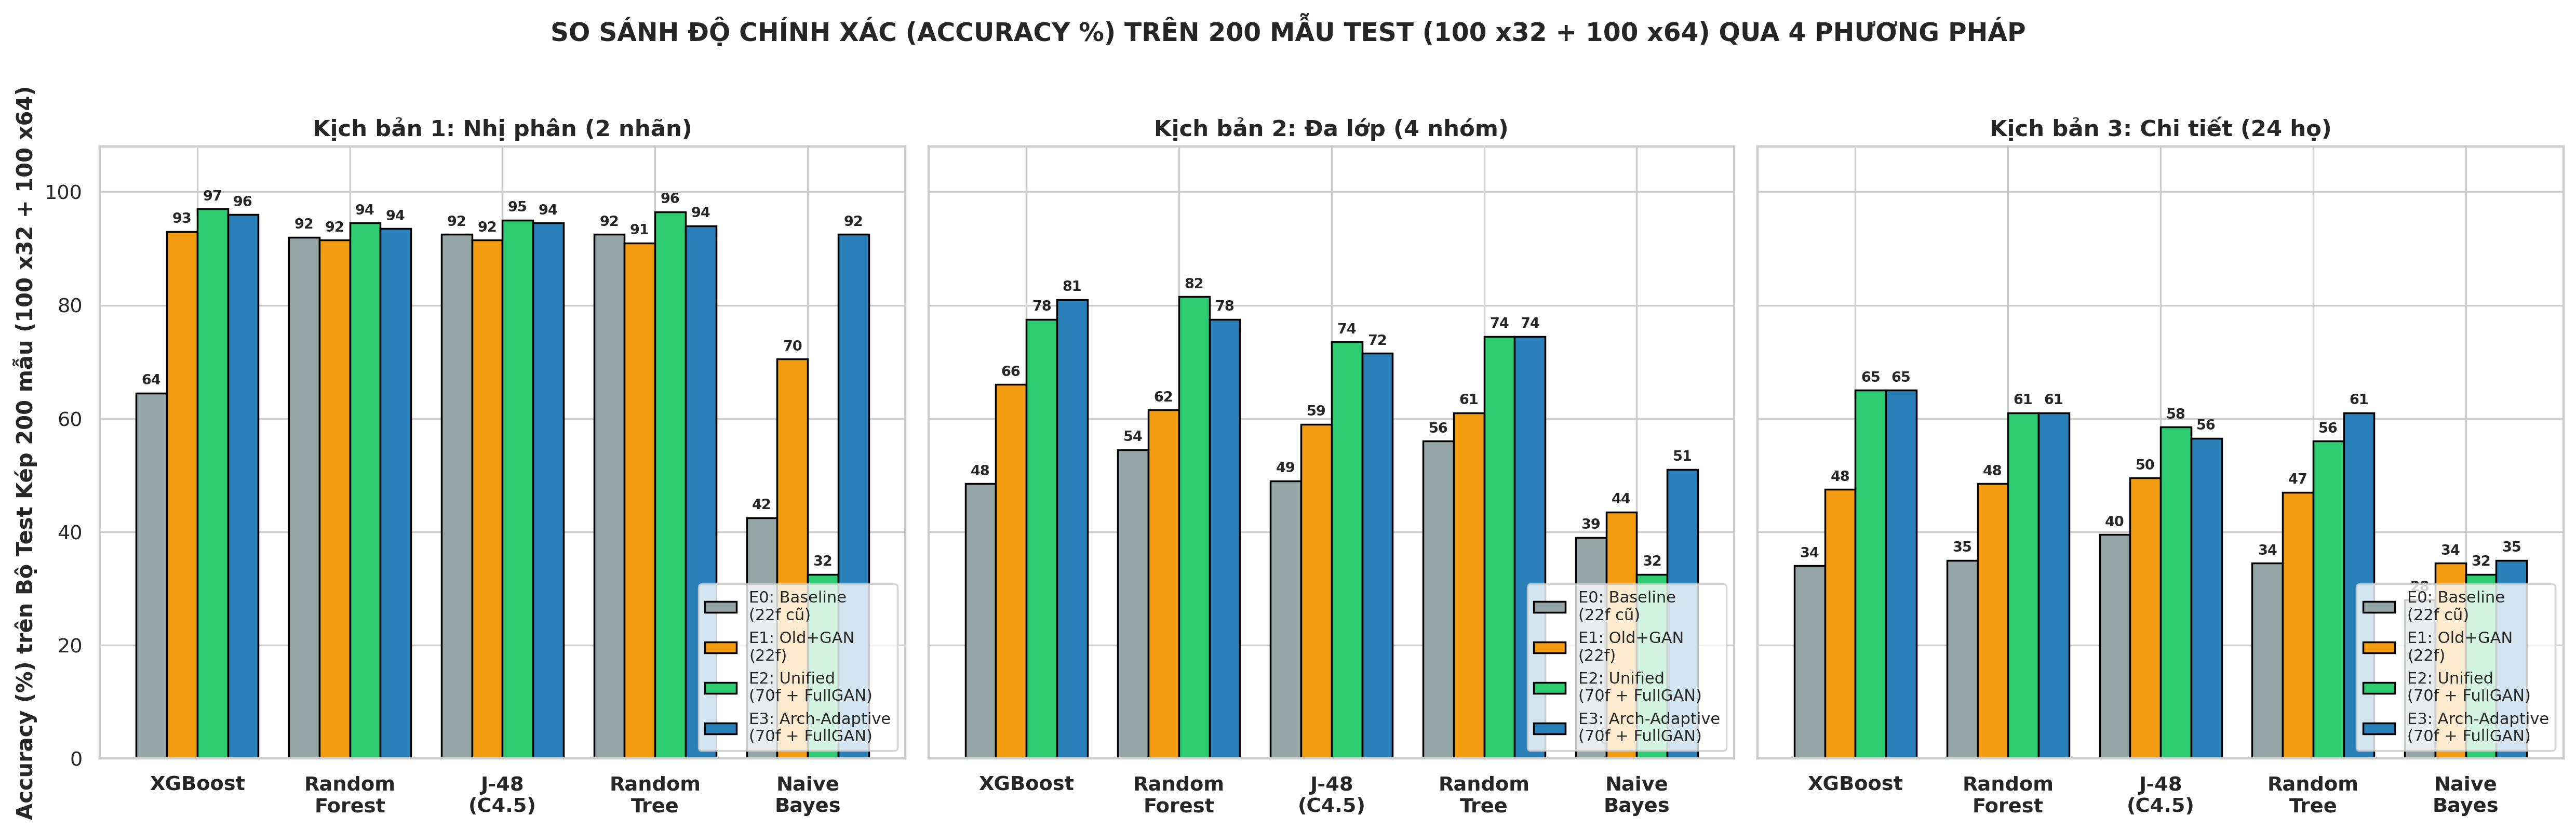 SO SÁNH ĐỘ CHÍNH XÁC (ACCURACY %) TRÊN 200 MẪU TEST (100 x32 + 100 x64) QUA 4 PHƯƠNG PHÁP
Accuracy (%) trên Bộ Test Kép 200 mẫu (100 x32 + 100 x64)
Kịch bản 1: Nhị phân (2 nhãn)
100
80
60
40
20
0
64 93 97 96
92 92 94 94
92 92 95 94
92 91 96 94
42 70 32 92
E0: Baseline
(22f cũ)
E1: Old+GAN
(22f)
E2: Unified
(70f + FullGAN)
E3: Arch-Adaptive
(70f + FullGAN)
XGBoost Random J-48 Random Naive
Forest (C4.5) Tree Bayes
Kịch bản 2: Đa lớp (4 nhóm)
48 66 78 81
54 62 82 78
49 59 74 72
56 61 74 74
39 44 32 51
E0: Baseline
(22f cũ)
E1: Old+GAN
(22f)
E2: Unified
(70f + FullGAN)
E3: Arch-Adaptive
(70f + FullGAN)
XGBoost Random J-48 Random Naive
Forest (C4.5) Tree Bayes
Kịch bản 3: Chi tiết (24 họ)
34 48 65 65
35 48 61 61
40 50 58 56
34 47 56 61
34 32 35
E0: Baseline
(22f cũ)
E1: Old+GAN
(22f)
E2: Unified
(70f + FullGAN)
E3: Arch-Adaptive
(70f + FullGAN)
XGBoost Random J-48 Random Naive
Forest (C4.5) Tree Bayes